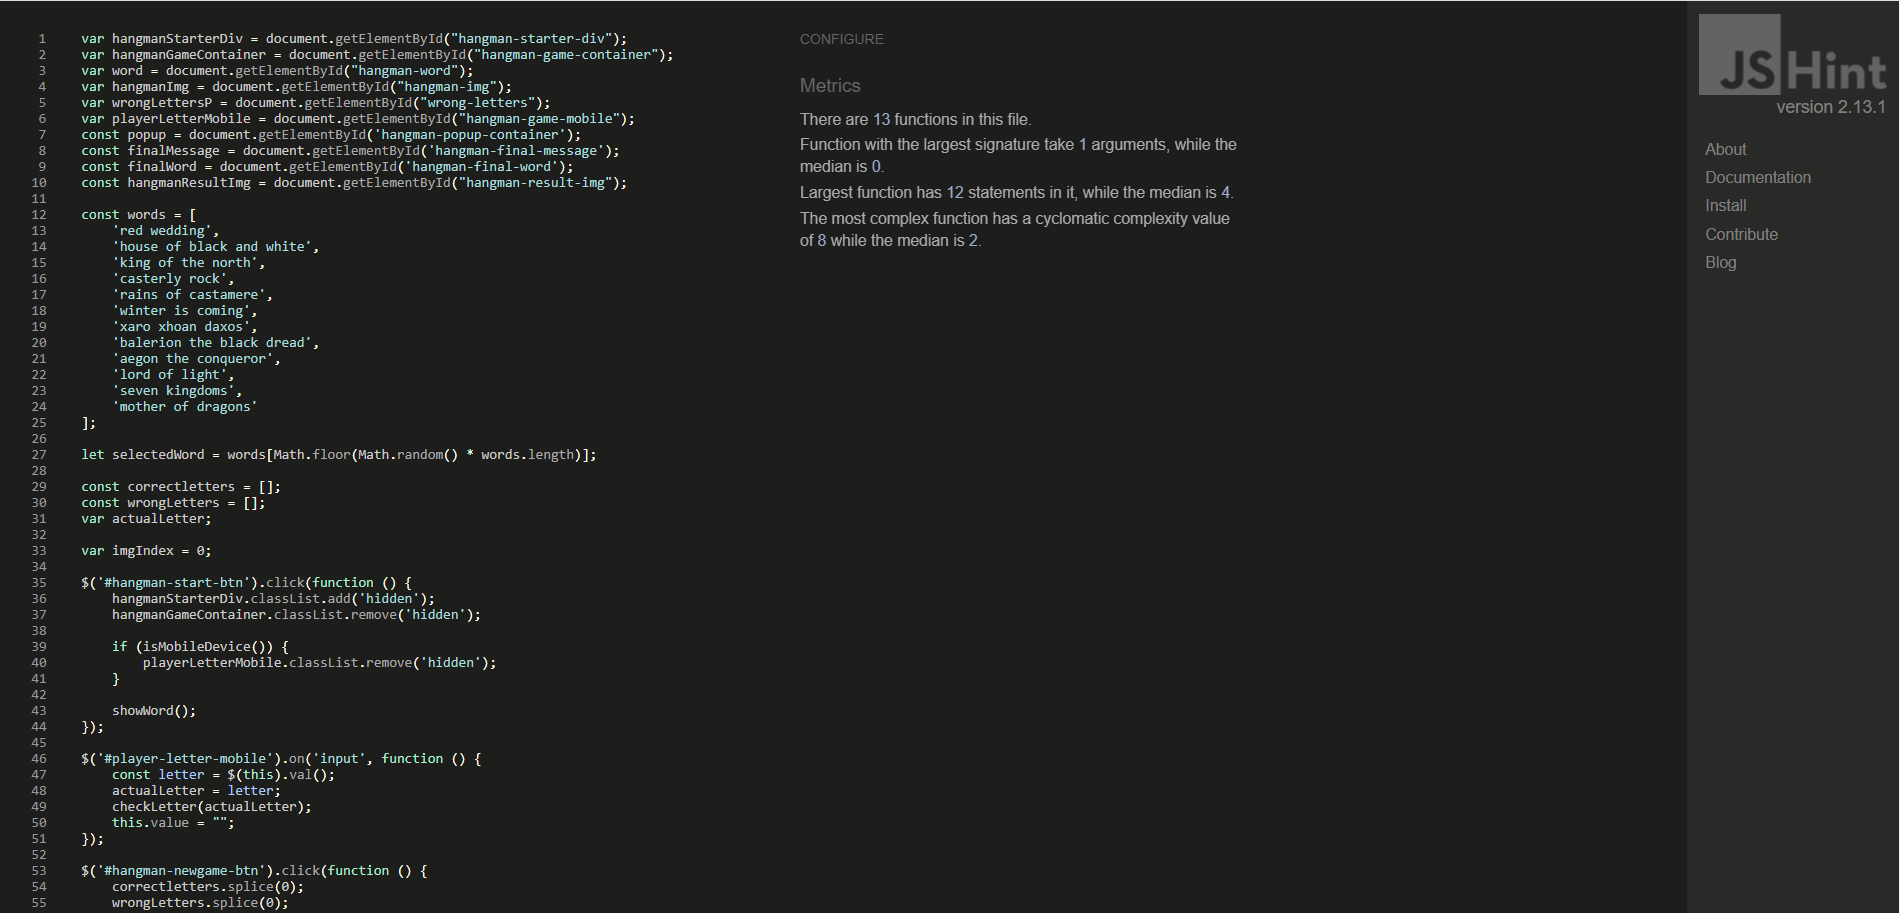 1 var hangmanStarterDiv = document.getElementById("hangman-starter-div");
2 var hangmanGameContainer = document.getElementById("hangman-game-container");
3 var word = document.getElementById("hangman-word");
4 var hangmanImg = document.getElementById("hangman-img");
5 var wrongLettersP = document.getElementById("wrong-letters");
6 var playerLetterMobile = document.getElementById("hangman-game-mobile");
7 const popup = document.getElementById('hangman-popup-container');
8 const finalMessage = document.getElementById('hangman-final-message');
9 const finalWord = document.getElementById('hangman-final-word');
10 const hangmanResultImg = document.getElementById("hangman-result-img");
11
12 const words = [
13 'red wedding',
14 'house of black and white',
15 'king of the north',
16 'casterly rock',
17 'rains of castamere',
18 'winter is coming',
19 'xaro xhoan daxos',
20 'balerion the black dread',
21 'aegon the conqueror',
22 'lord of light',
23 'seven kingdoms',
24 'mother of dragons'
25 ];
26
27 let selectedWord = words[Math.floor(Math.random() * words.length)];
28
29 const correctletters = [];
30 const wrongLetters = [];
31 var actualLetter;
32
33 var imgIndex = 0;
34
35 $('#hangman-start-btn').click(function () {
36 hangmanStarterDiv.classList.add('hidden');
37 hangmanGameContainer.classList.remove('hidden');
38
39 if (isMobileDevice()) {
40 playerLetterMobile.classList.remove('hidden');
41 }
42
43 showWord();
44 });
45
46 $('#player-letter-mobile').on('input', function () {
47 const letter = $(this).val();
48 actualLetter = letter;
49 checkLetter(actualLetter);
50 this.value = "";
51 });
52
53 $('#hangman-newgame-btn').click(function () {
54 correctletters.splice(0);
55 wrongLetters.splice(0);
CONFIGURE
Metrics
There are 13 functions in this file.
Function with the largest signature take 1 arguments, while the
median is 0.
Largest function has 12 statements in it, while the median is 4.
The most complex function has a cyclomatic complexity value
of 8 while the median is 2.
JSHint
version 2.13.1
About
Documentation
Install
Contribute
Blog